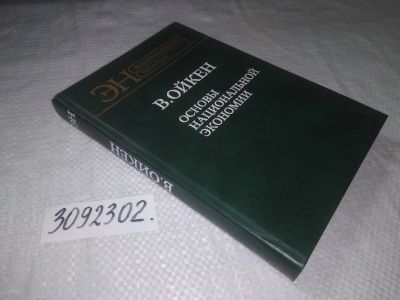 ЭН
В. ОЙКЕН
ОСНОВЫ
НАЦИОНАЛЬНОЙ
ЭКОНОМИИ
В. ОЙКЕН
3092302.